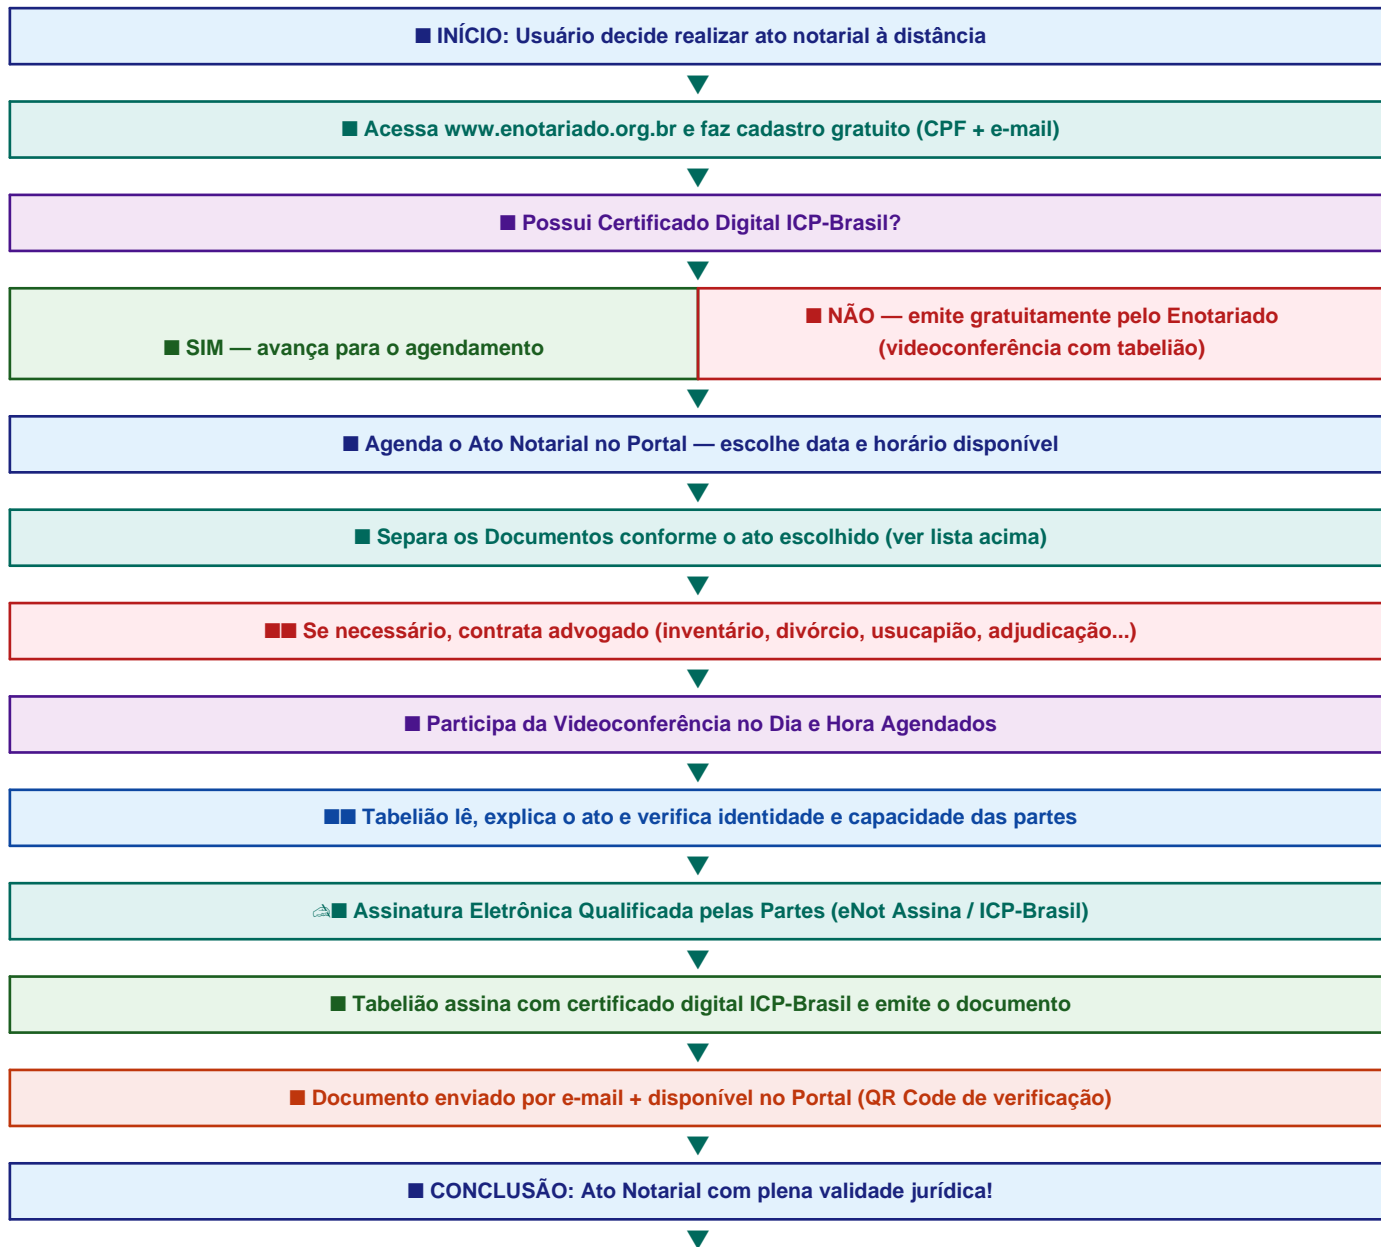 ■ INÍCIO: Usuário decide realizar ato notarial à distância
■ Acessa www.enotariado.org.br e faz cadastro gratuito (CPF + e-mail)
■ Possui Certificado Digital ICP-Brasil?
■ SIM — avança para o agendamento
■ NÃO — emite gratuitamente pelo Enotariado
(videoconferência com tabelião)
■ Agenda o Ato Notarial no Portal — escolhe data e horário disponível
■ Separa os Documentos conforme o ato escolhido (ver lista acima)
■■ Se necessário, contrata advogado (inventário, divórcio, usucapião, adjudicação...)
■ Participa da Videoconferência no Dia e Hora Agendados
■■ Tabelião lê, explica o ato e verifica identidade e capacidade das partes
✍■ Assinatura Eletrônica Qualificada pelas Partes (eNot Assina / ICP-Brasil)
■ Tabelião assina com certificado digital ICP-Brasil e emite o documento
■ Documento enviado por e-mail + disponível no Portal (QR Code de verificação)
■ CONCLUSÃO: Ato Notarial com plena validade jurídica!